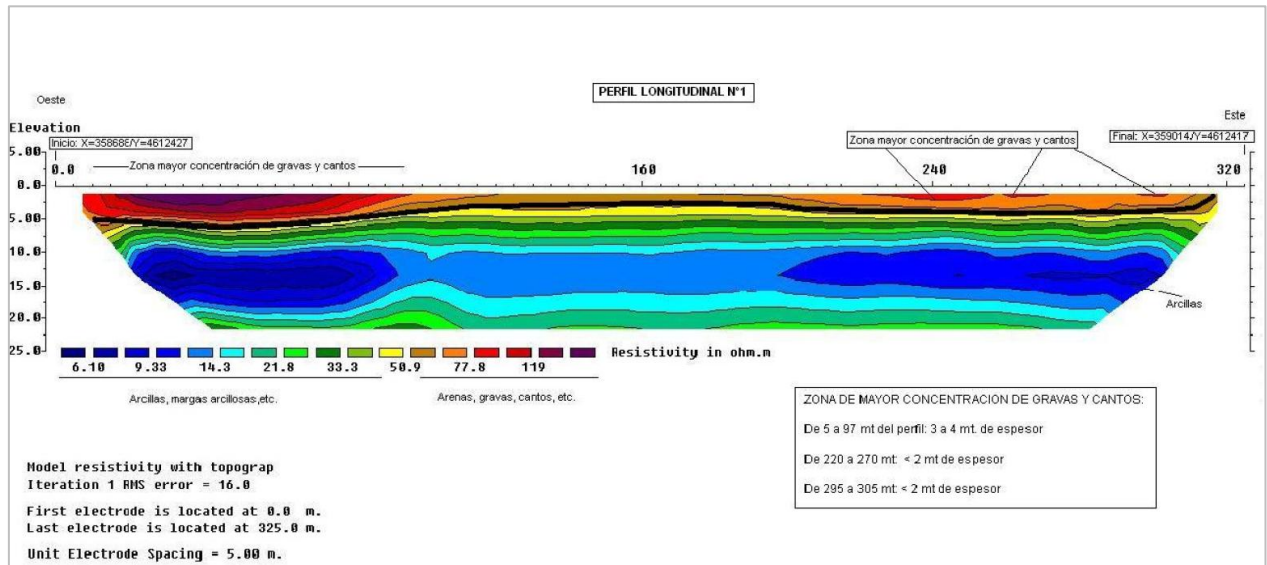 PERFIL LONGITUDINAL N°1
Oeste
Este
Elevation
Inicio: X=358688/Y=4612427
Zona mayor concentración de gravas y cantos
Final: X=359014/Y=4612417
5.00
0.0
Zona mayor concentración de gravas y cantos
160
240
320
0.0
5.00
10.0
15.0
Arcillas
20.0
25.0
Resistivity in ohm.m
6.10 9.33 14.3 21.8 33.3 50.9 77.8 119
Arcillas, margas arcillosas,etc.
Arenas, gravas, cantos, etc.
ZONA DE MAYOR CONCENTRACION DE GRAVAS Y CANTOS:
De 5 a 97 mt del perfil: 3 a 4 mt. de espesor
De 220 a 270 mt: < 2 mt de espesor
De 295 a 305 mt: < 2 mt de espesor
Model resistivity with topograp
Iteration 1 RMS error = 16.0
First electrode is located at 0.0 m.
Last electrode is located at 325.0 m.
Unit Electrode Spacing = 5.00 m.